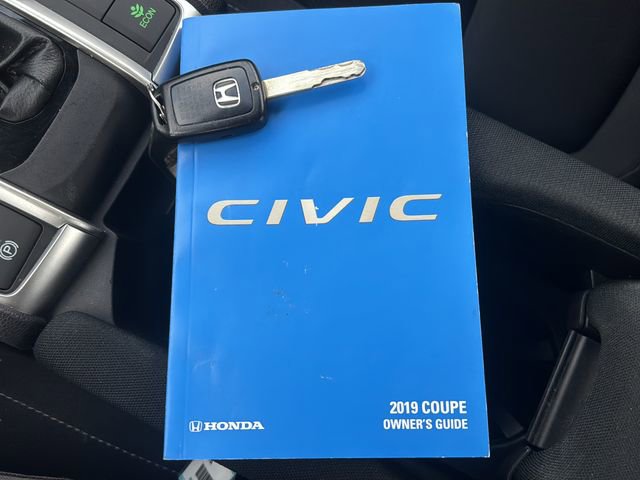 ECON
CIVIC
2019 COUPE
HONDA OWNER'S GUIDE
P